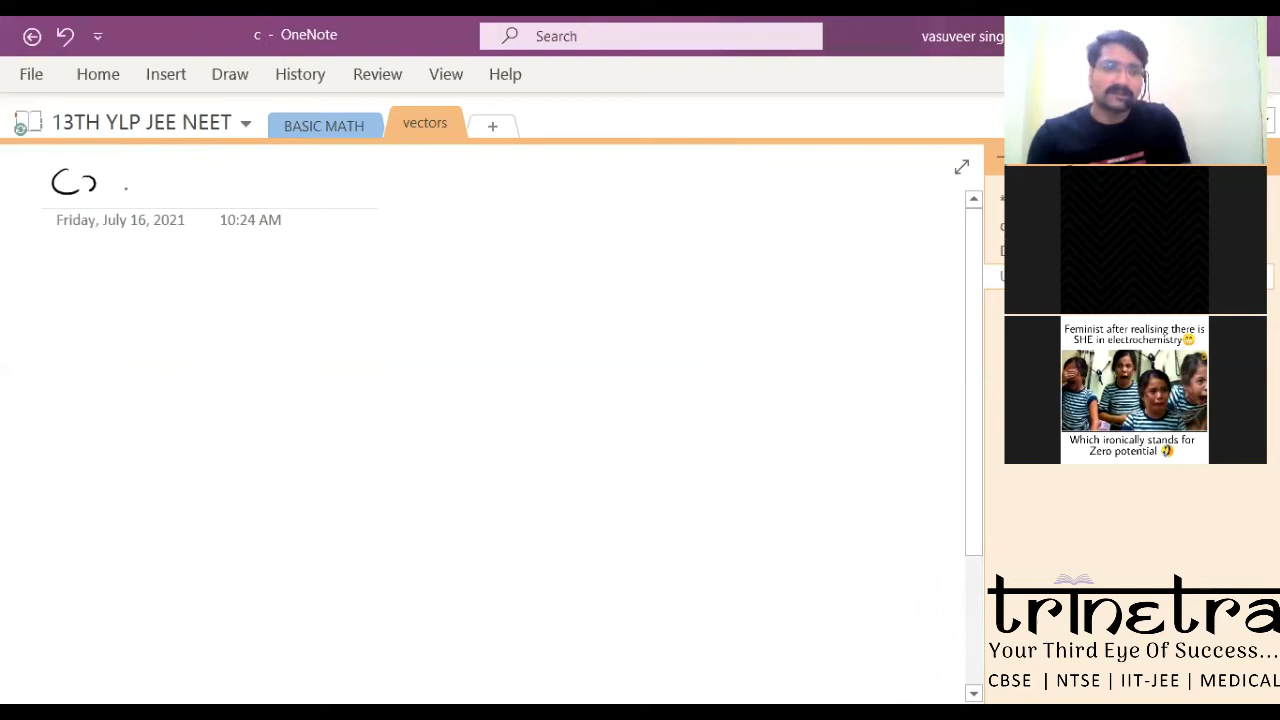 c - OneNote
Search
vasuveer sing
File Home Insert Draw History Review View Help
13TH YLP JEE NEET
BASIC MATH
vectors
Friday, July 16, 2021 10:24 AM
Feminist after realising there is
SHE in electrochemistry😁
Which ironically stands for
Zero potential 🤣
trinetra
Your Third Eye Of Success...
CBSE | NTSE | IIT-JEE | MEDICAL